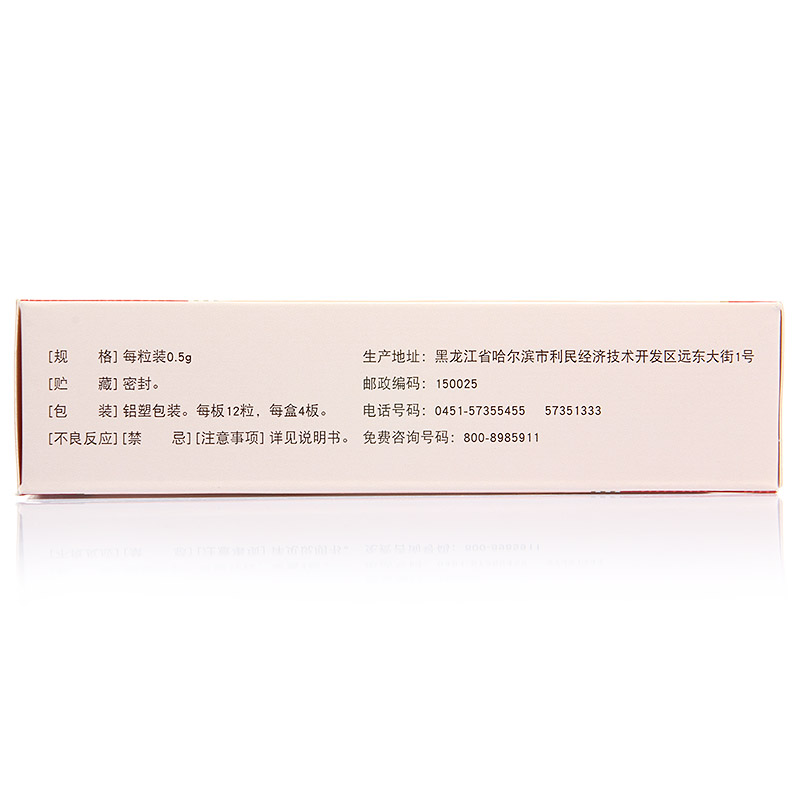 [规 格] 每粒装0.5g
[贮 藏] 密封。
[包 装] 铝塑包装。每板12粒，每盒4板。
[不良反应] [禁 忌] [注意事项] 详见说明书。
生产地址：黑龙江省哈尔滨市利民经济技术开发区远东大街1号
邮政编码：150025
电话号码：0451-57355455 57351333
免费咨询号码：800-8985911